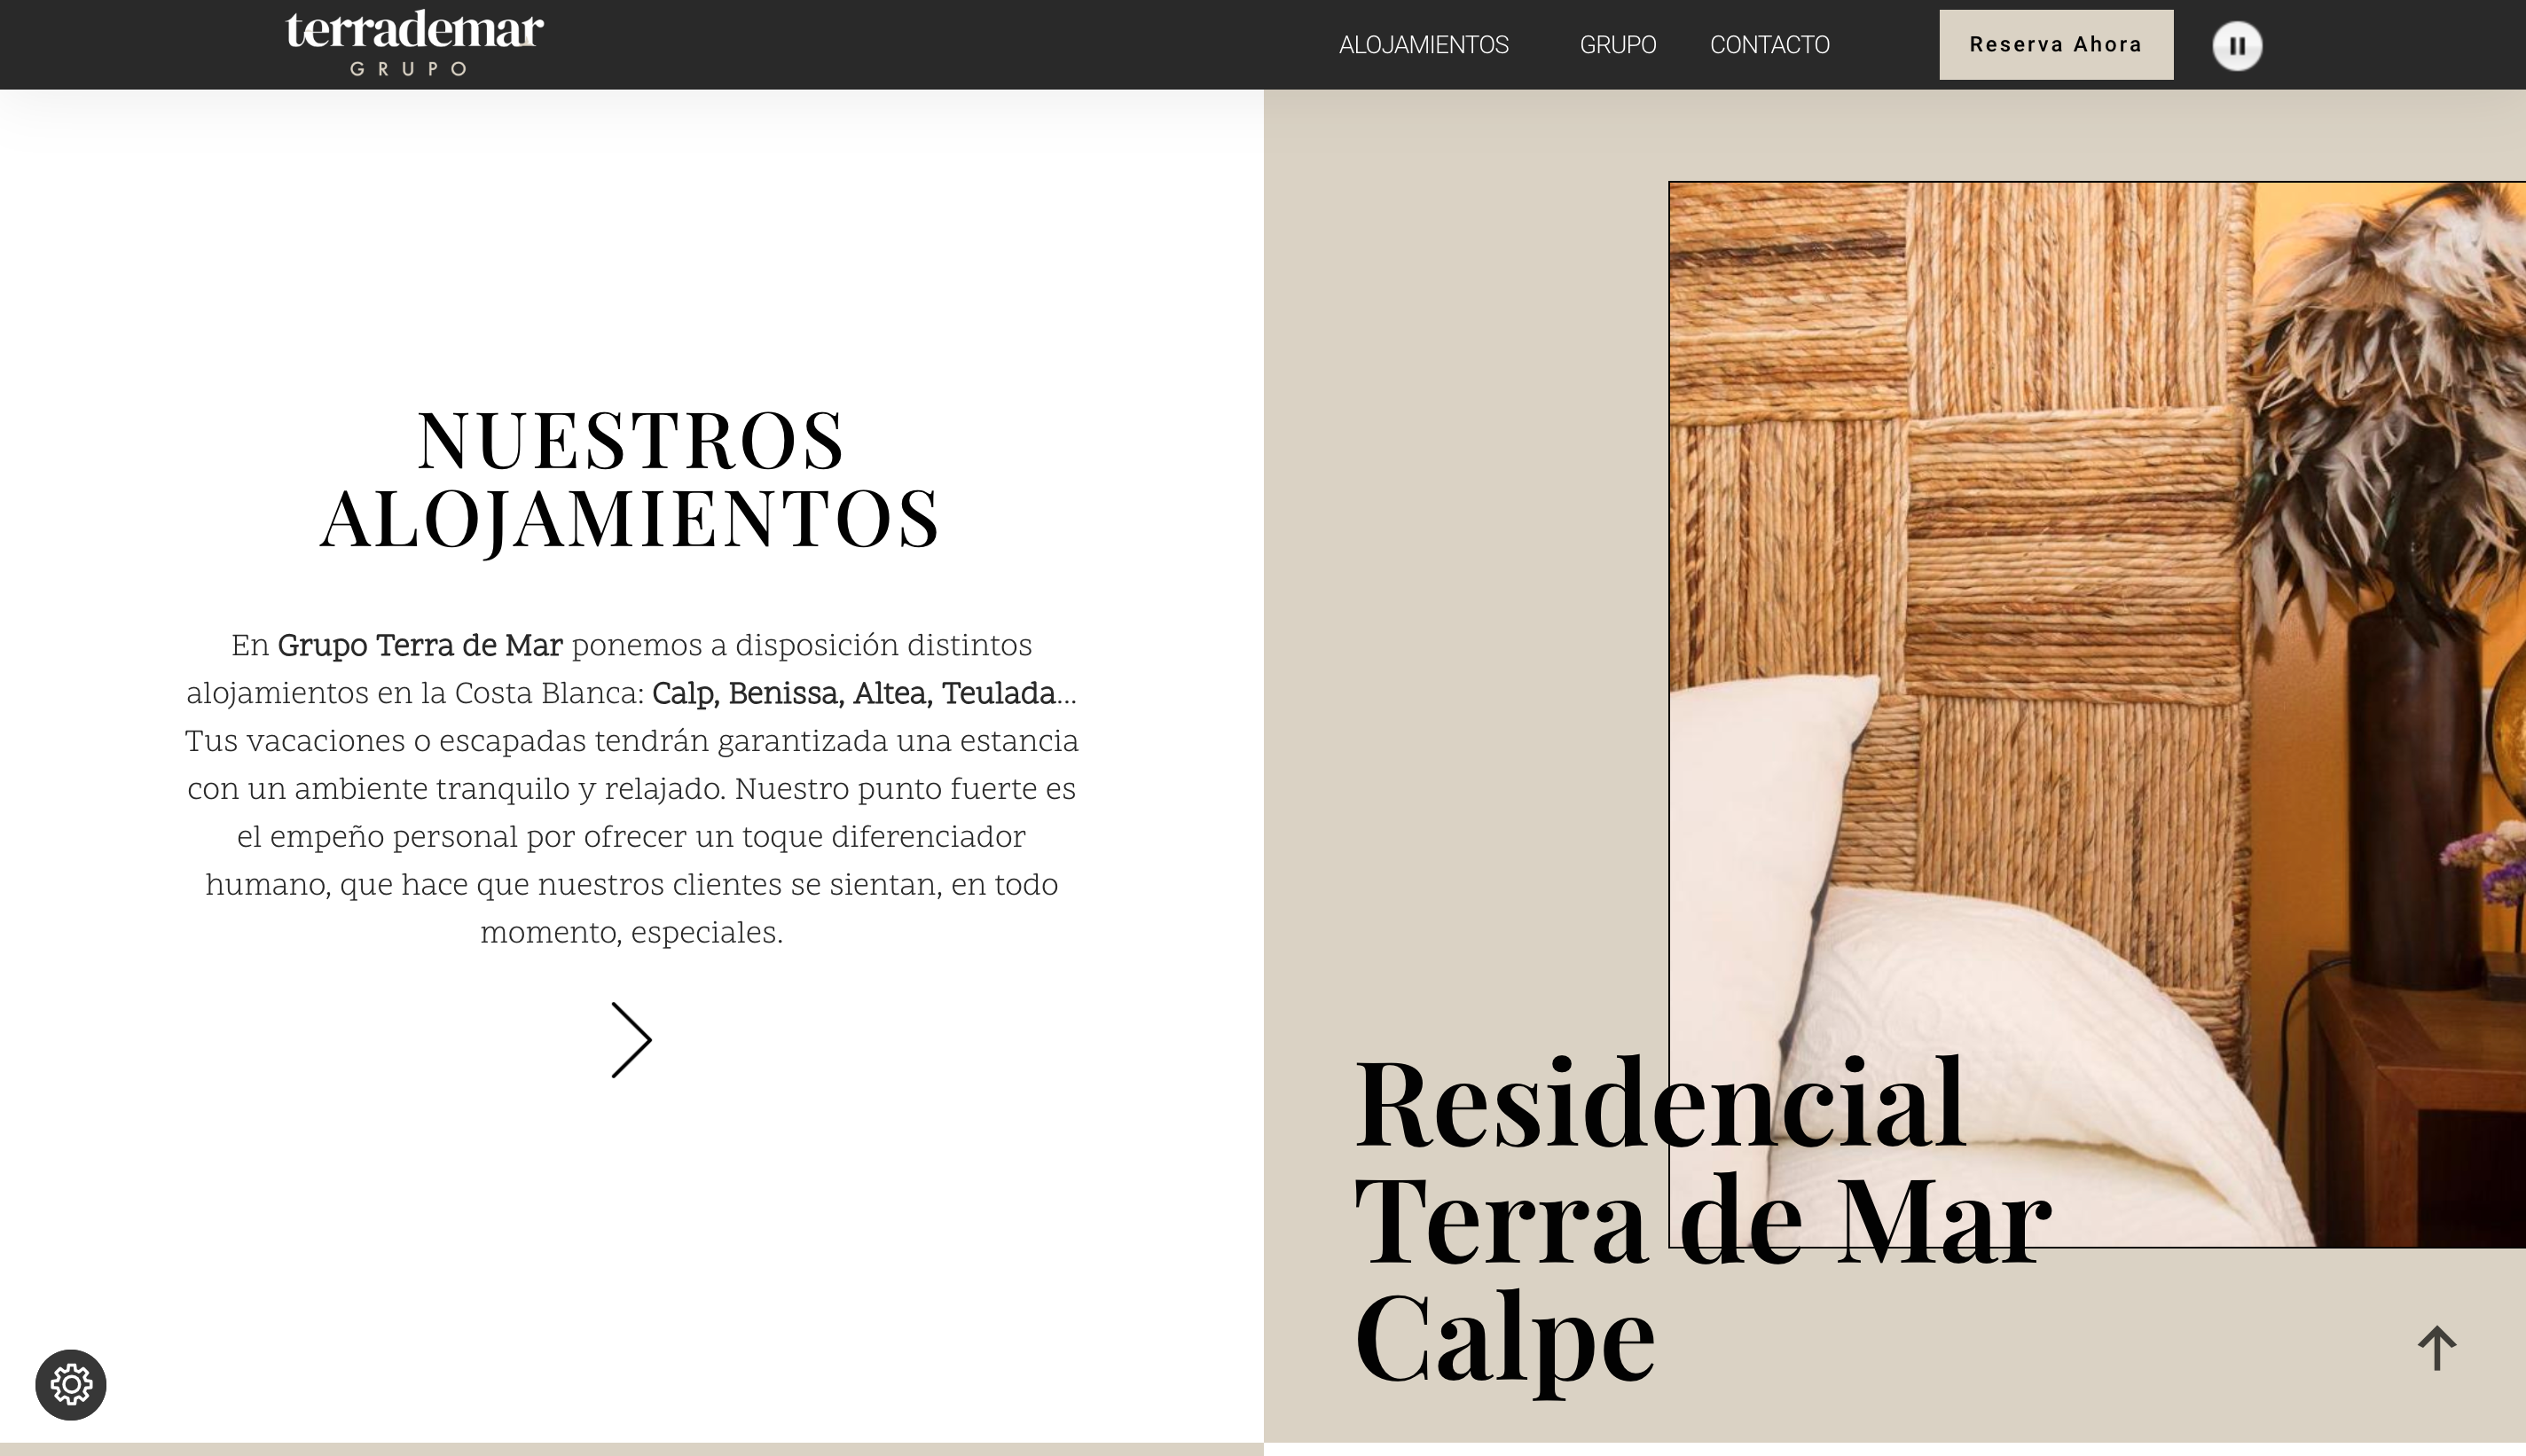 terrademar
GRUPO
ALOJAMIENTOS
GRUPO
CONTACTO
Reserva Ahora
NUESTROS
ALOJAMIENTOS
En Grupo Terra de Mar ponemos a disposición distintos
alojamientos en la Costa Blanca: Calp, Benissa, Altea, Teulada...
Tus vacaciones o escapadas tendrán garantizada una estancia
con un ambiente tranquilo y relajado. Nuestro punto fuerte es
el empeño personal por ofrecer un toque diferenciador
humano, que hace que nuestros clientes se sientan, en todo
momento, especiales.
Residencial
Terra de Mar
Calpe